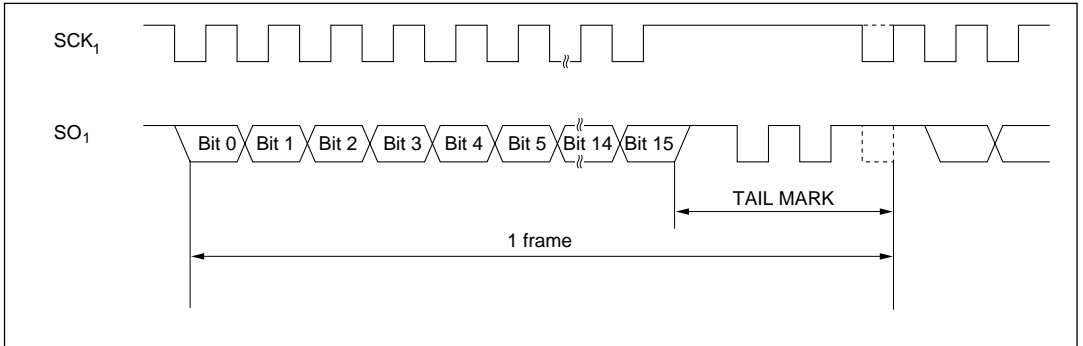 SCK1
SO1
Bit 0 Bit 1 Bit 2 Bit 3 Bit 4 Bit 5 Bit 14 Bit 15
TAIL MARK
1 frame